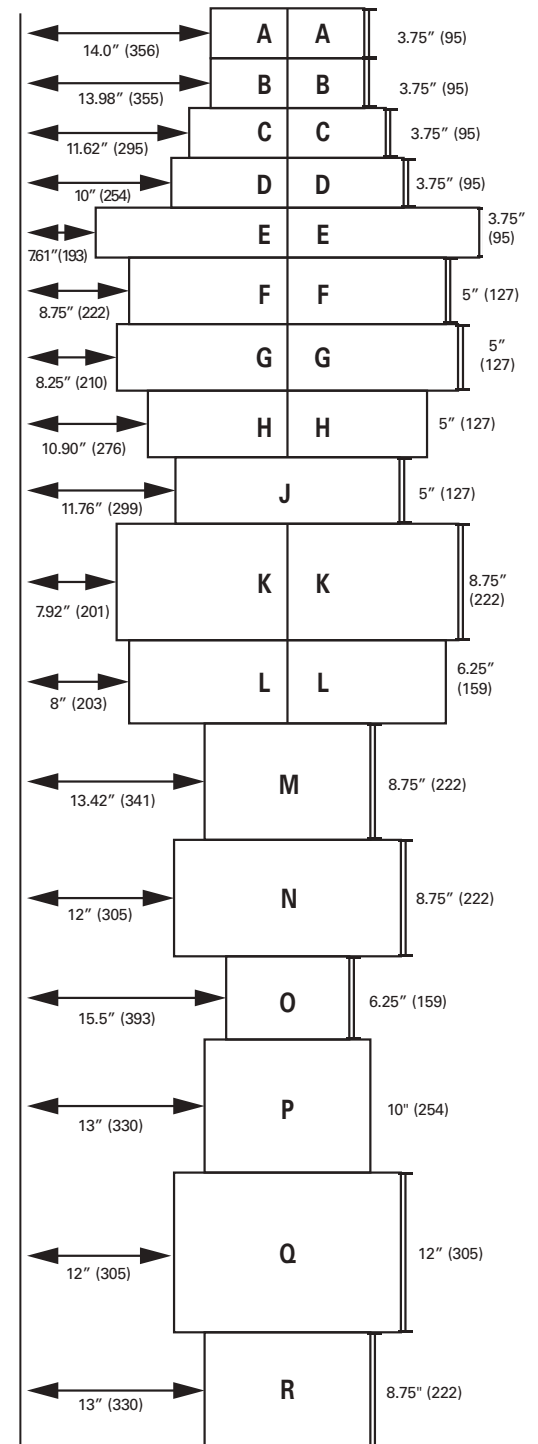 A A 3.75" (95)
14.0" (356)
B B 3.75" (95)
13.98" (355)
C C 3.75" (95)
11.62" (295)
D D 3.75" (95)
10" (254)
E E 3.75"
(95)
7.61"(193)
F F 5" (127)
8.75" (222)
G G 5"
(127)
8.25" (210)
H H 5" (127)
10.90" (276)
J 5" (127)
11.76" (299)
K K 8.75"
(222)
7.92" (201)
L L 6.25"
(159)
8" (203)
M 8.75" (222)
13.42" (341)
N 8.75" (222)
12" (305)
O 6.25" (159)
15.5" (393)
P 10" (254)
13" (330)
Q 12" (305)
12" (305)
R 8.75" (222)
13" (330)